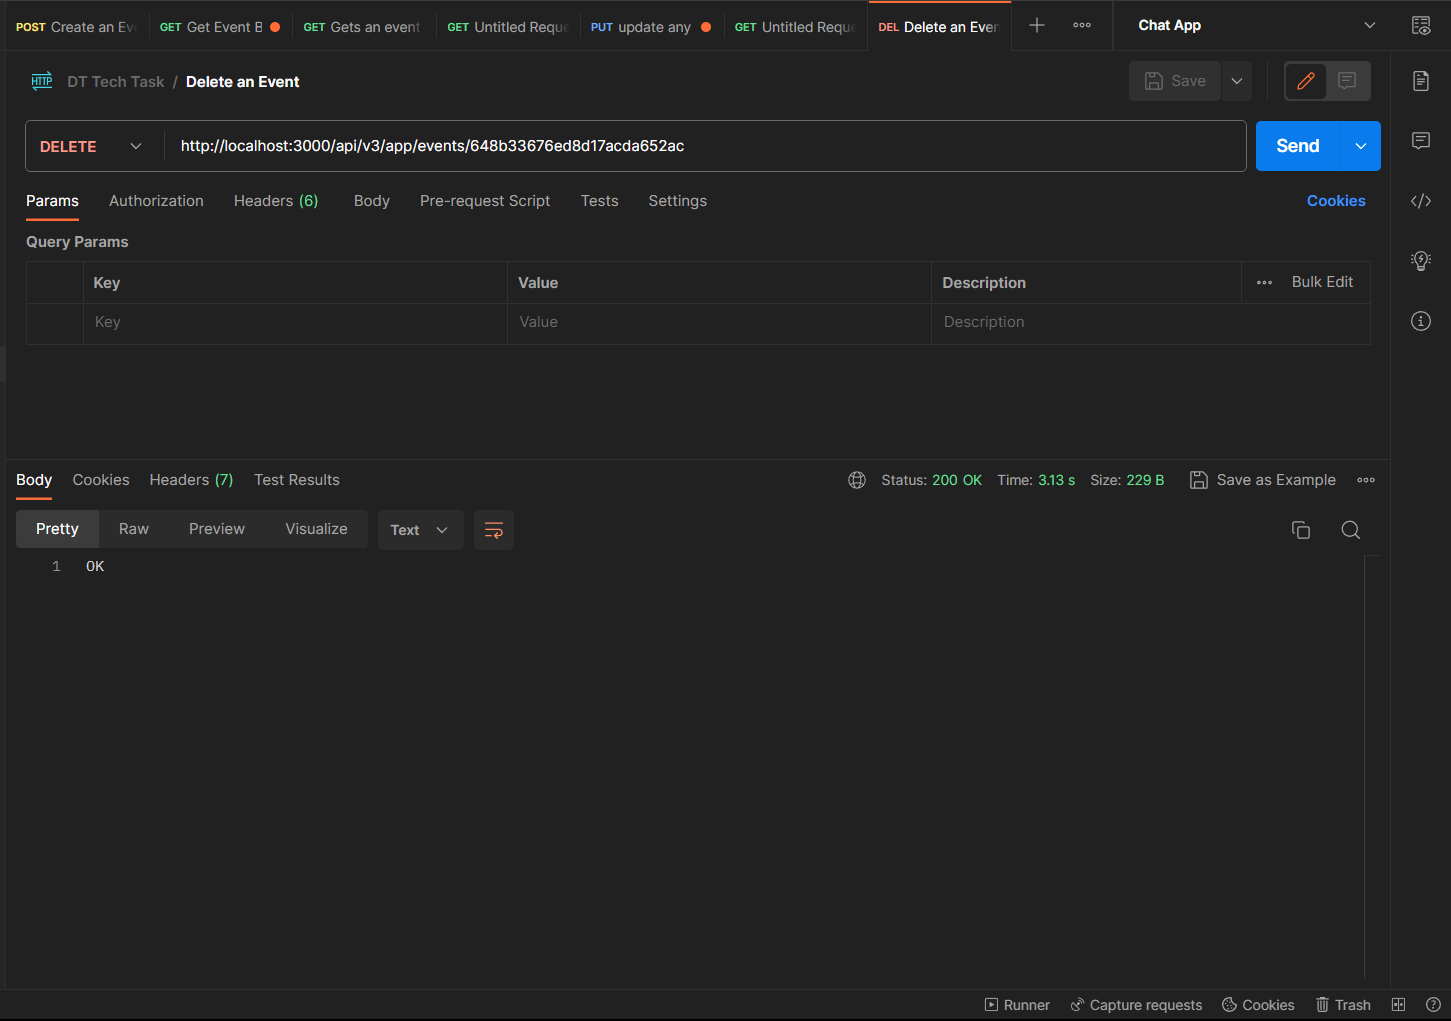 POST Create an Eve GET Get Event B GET Gets an event GET Untitled Reque PUT update any GET Untitled Reque DEL Delete an Even Chat App
HTTP DT Tech Task / Delete an Event Save
DELETE http://localhost:3000/api/v3/app/events/648b33676ed8d17acda652ac Send
Params Authorization Headers (6) Body Pre-request Script Tests Settings Cookies
Query Params
Key Value Description Bulk Edit
Key Value Description
Body Cookies Headers (7) Test Results Status: 200 OK Time: 3.13 s Size: 229 B Save as Example
Pretty Raw Preview Visualize Text
1 OK
Runner Capture requests Cookies Trash